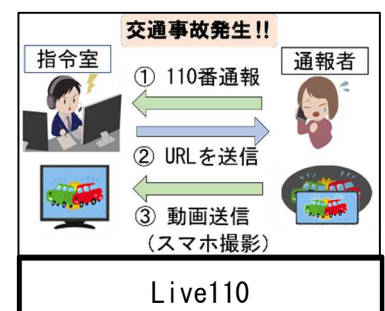 交通事故発生!!
指令室
通報者
① 110番通報
② URLを送信
③ 動画送信
(スマホ撮影)
Live110